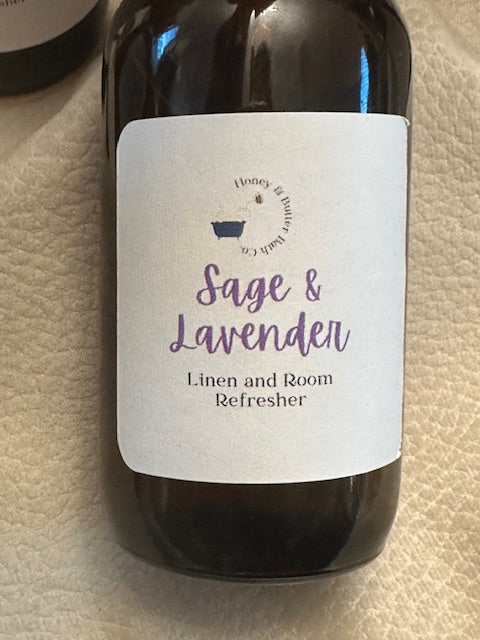 Honey & Butter Bath Co.
Sage &
Lavender
Linen and Room
Refresher